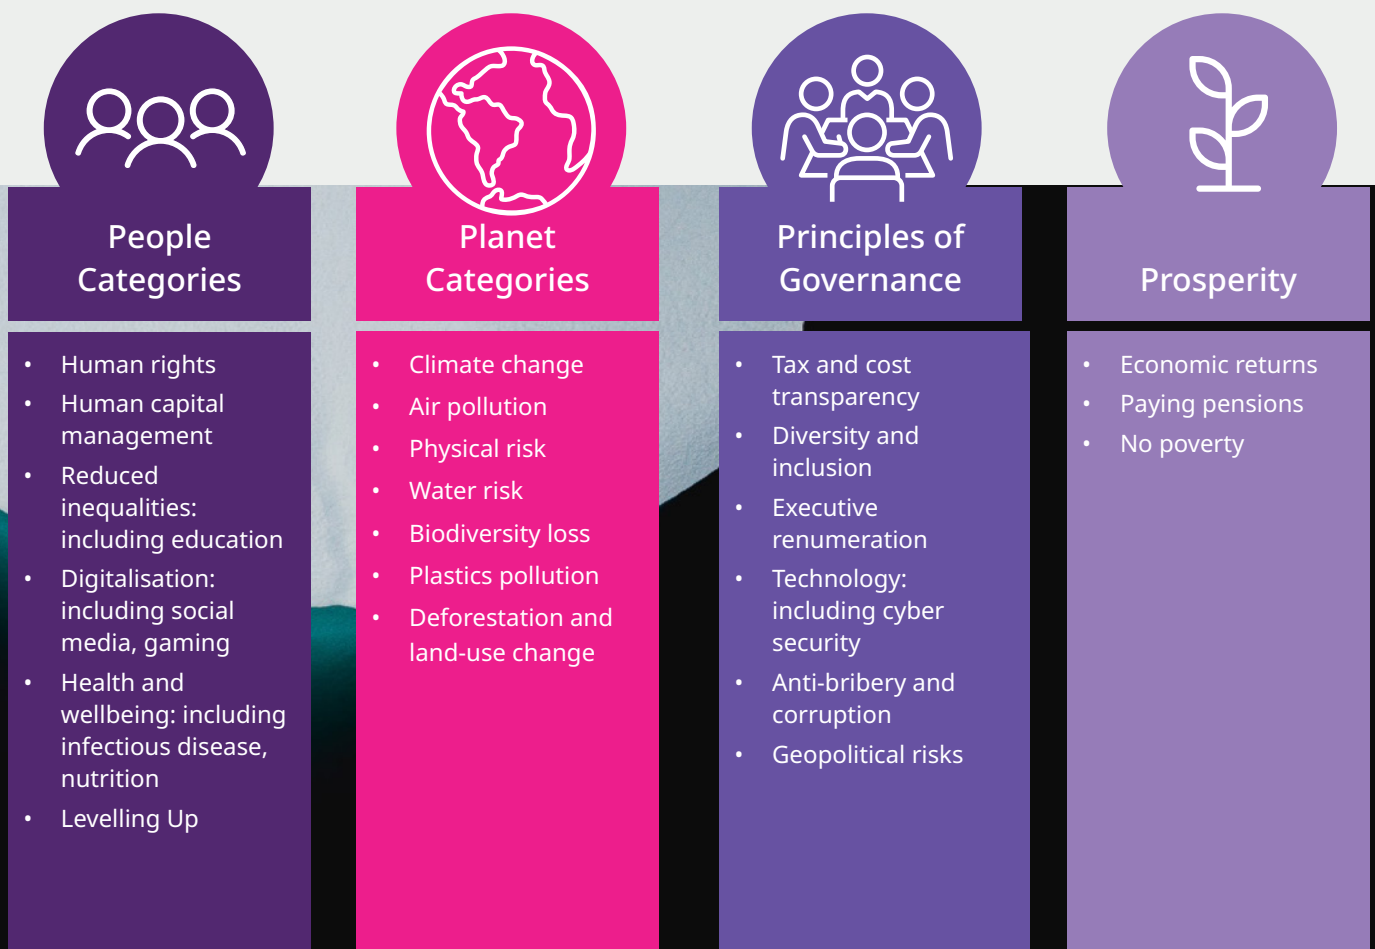 People
Categories
• Human rights
• Human capital
management
• Reduced
inequalities:
including education
• Digitalisation:
including social
media, gaming
• Health and
wellbeing: including
infectious disease,
nutrition
• Levelling Up
Planet
Categories
• Climate change
• Air pollution
• Physical risk
• Water risk
• Biodiversity loss
• Plastics pollution
• Deforestation and
land-use change
Principles of
Governance
• Tax and cost
transparency
• Diversity and
inclusion
• Executive
renumeration
• Technology:
including cyber
security
• Anti-bribery and
corruption
• Geopolitical risks
Prosperity
• Economic returns
• Paying pensions
• No poverty